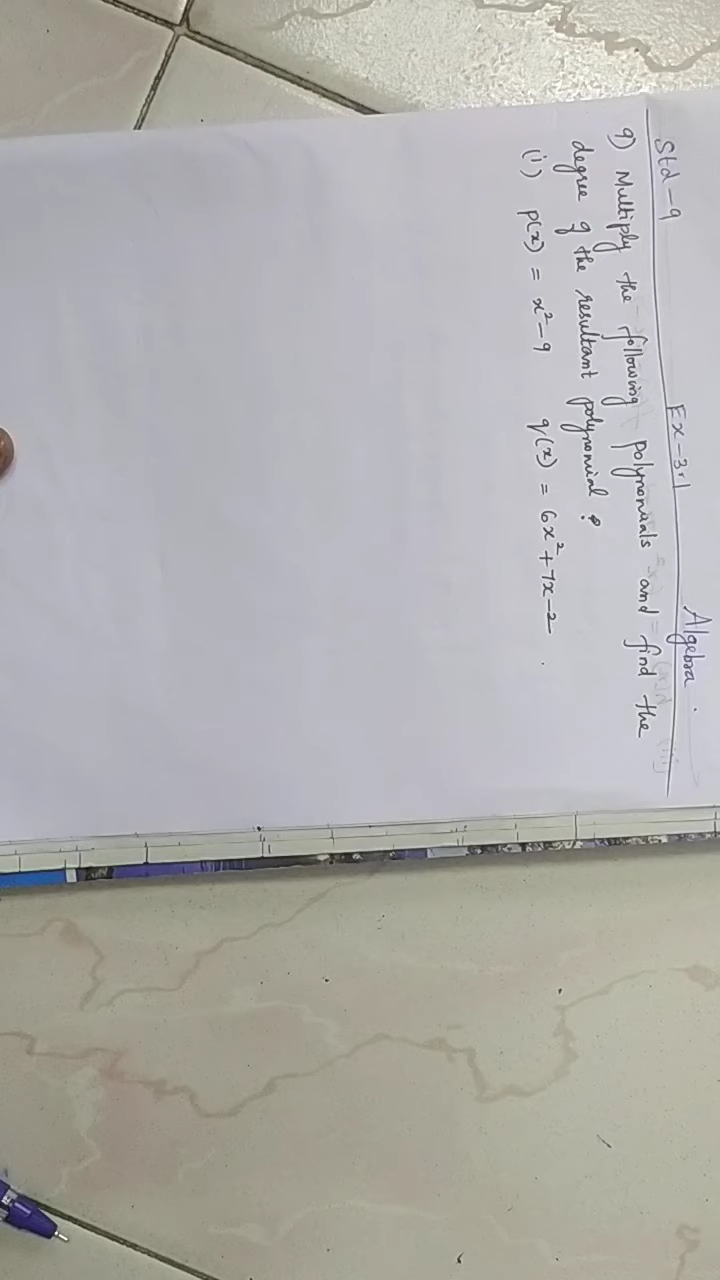 Std-9 Ex-3.1 Algebra.
9) Multiply the following polynomials and find the
degree of the resultant polynomial?
(i) p(x) = x²-9 q(x) = 6x²+7x-2.